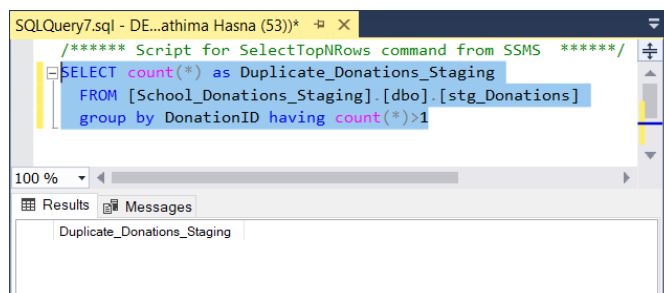 SQLQuery7.sql - DE...athima Hasna (53))*
/****** Script for SelectTopNRows command from SSMS  ******/
SELECT count(*) as Duplicate_Donations_Staging
FROM [School_Donations_Staging].[dbo].[stg_Donations]
group by DonationID having count(*)>1
100 %
Results Messages
Duplicate_Donations_Staging